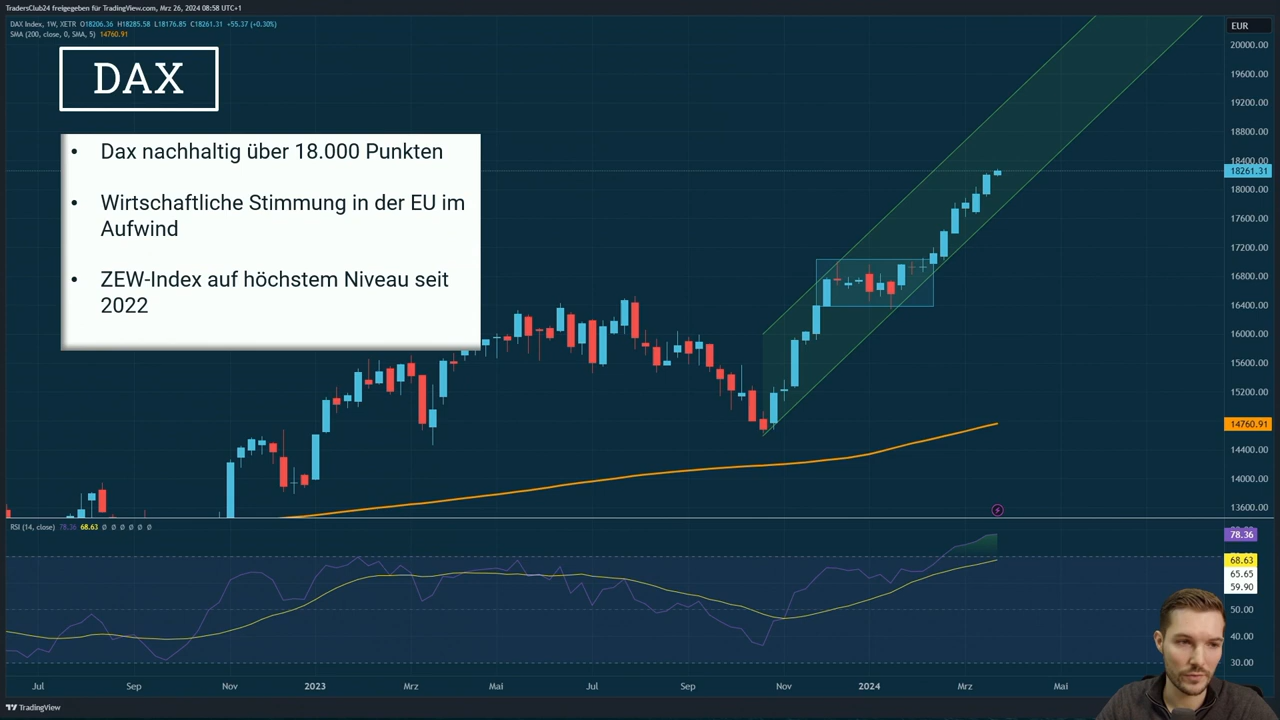 TradersClub24 freigegeben für TradingView.com, Mrz 26, 2024 08:58 UTC+1
DAX Index, 1W, XETR O18206.36 H18285.58 L18176.85 C18261.31 +55.37 (+0.30%)
SMA (200, close, 0, SMA, 5) 14760.91
EUR
DAX
• Dax nachhaltig über 18.000 Punkten
• Wirtschaftliche Stimmung in der EU im
Aufwind
• ZEW-Index auf höchstem Niveau seit
2022
20000.00
19600.00
19200.00
18800.00
18400.00
18261.31
18000.00
17600.00
17200.00
16800.00
16400.00
16000.00
15600.00
15200.00
14760.91
14400.00
14000.00
13600.00
RSI (14, close) 78.36 68.63 Ø Ø Ø Ø Ø Ø
78.36
68.63
65.65
59.90
50.00
40.00
30.00
Jul Sep Nov 2023 Mrz Mai Jul Sep Nov 2024 Mrz Mai
TradingView